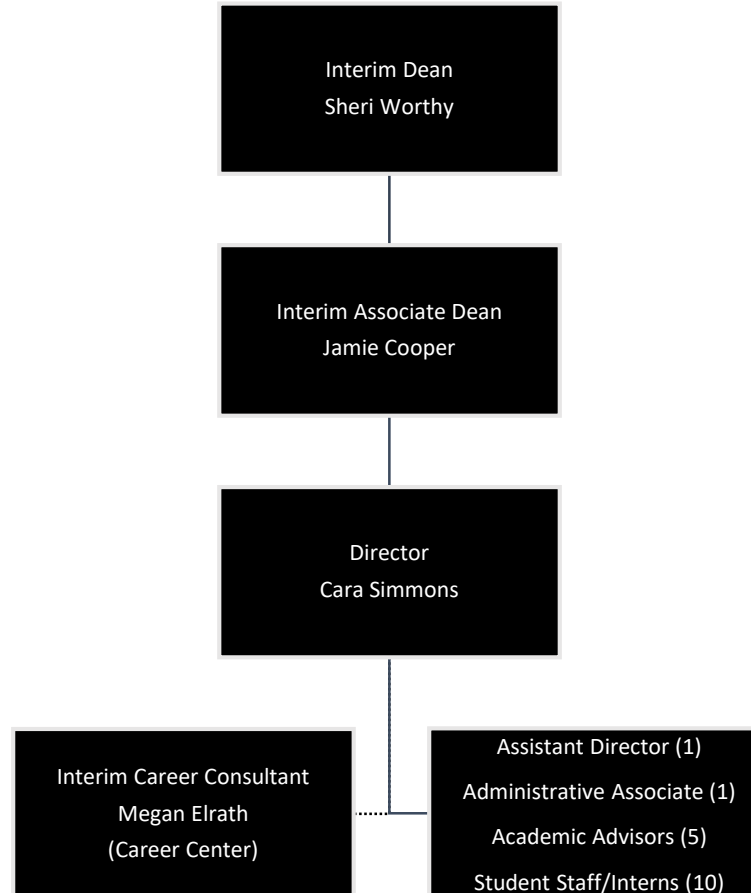 Interim Dean
Sheri Worthy
Interim Associate Dean
Jamie Cooper
Director
Cara Simmons
Interim Career Consultant
Megan Elrath
(Career Center)
Assistant Director (1)
Administrative Associate (1)
Academic Advisors (5)
Student Staff/Interns (10)